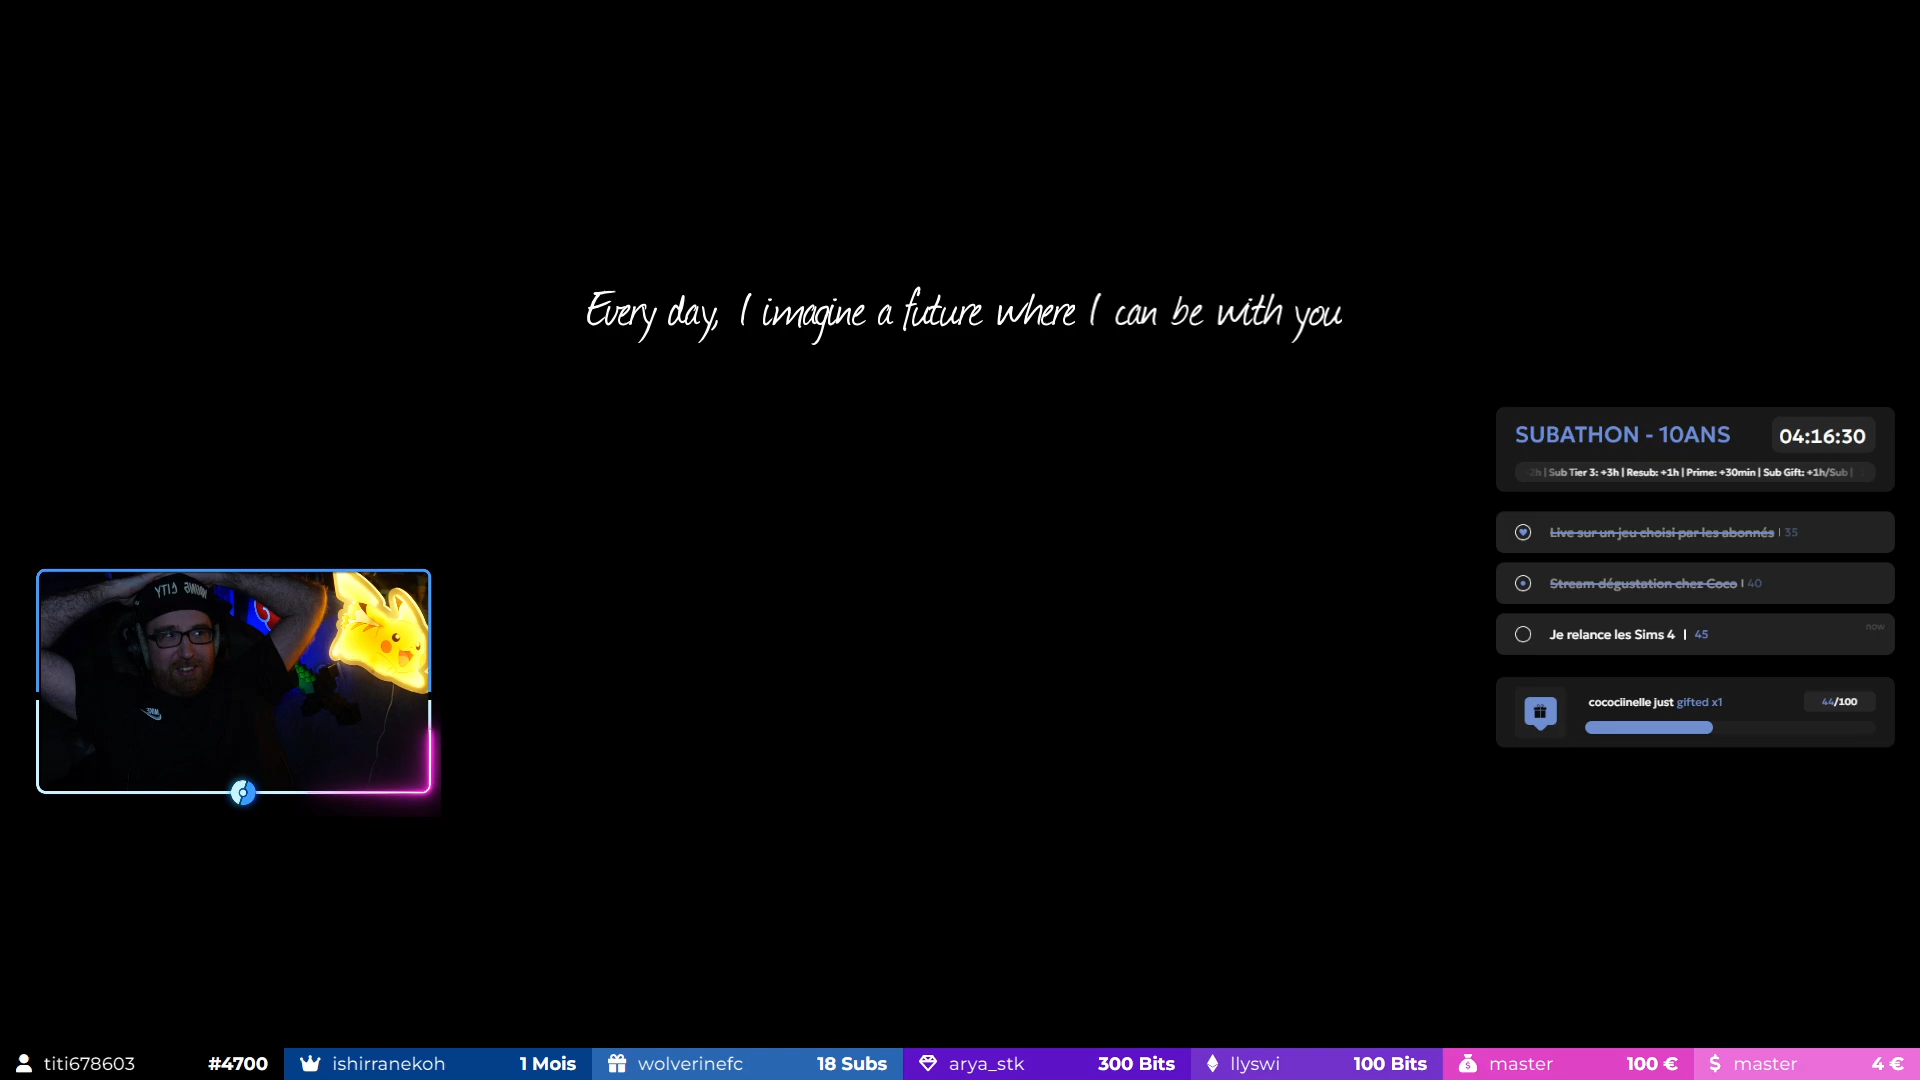 Every day, I imagine a future where I can be with you
SUBATHON - 10ANS
04:16:30
2h | Sub Tier 3: +3h | Resub: +1h | Prime: +30min | Sub Gift: +1h/Sub |
Live sur un jeu choisi par les abonnés | 35
Stream dégustation chez Coco | 40
Je relance les Sims 4 | 45
now
cocociinelle just gifted x1
44/100
titi678603 #4700
ishirranekoh 1 Mois
wolverinefc 18 Subs
arya_stk 300 Bits
llyswi 100 Bits
master 100 €
master 4 €